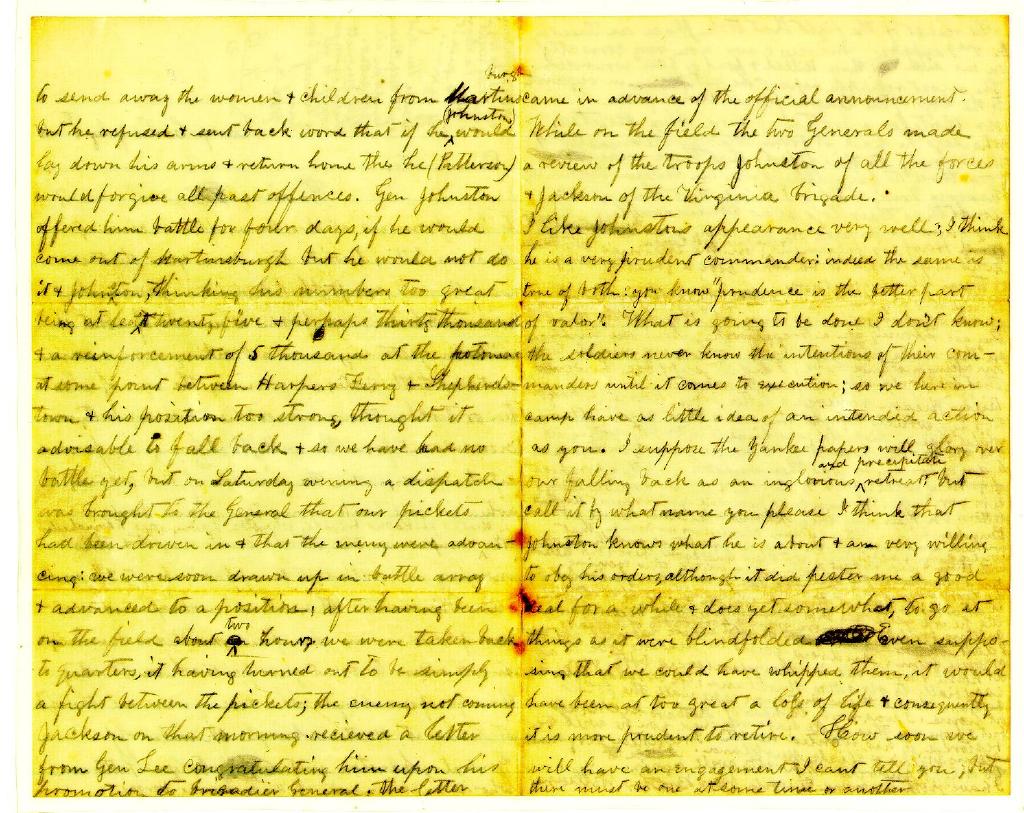 to send away the women & children from Martinsburgh
but he refused & sent back word that if he (Johnston) would
lay down his arms & return home the he (Patterson)
would forgive all past offences. Gen Johnston
offered him battle for four days, if he would
come out of Martinsburgh but he would not do
it & Johnston, thinking his numbers too great
being at least twenty five & perhaps thirty thousand
& a reinforcement of 5 thousand at the potomac
at some point between Harpers Ferry & Shepherds-
town & his position too strong, thought it
advisable to fall back & so we have had no
battle yet, but on Saturday evening a dispatch
was brought to the General that our pickets
had been driven in & that the enemy were advan-
cing: we were soon drawn up in battle array
& advanced to a position; after having been
on the field about two hours we were taken back
to quarters, it having turned out to be simply
a fight between the pickets; the enemy not coming
Jackson on that morning recieved a letter
from Gen Lee congratulating him upon his
promotion to brigadier General. the letter
came in advance of the official announcement.
While on the field the two Generals made
a review of the troops Johnston of all the forces
& Jackson of the Virginia brigade.
I like Johnston's appearance very well; I think
he is a very prudent commander: indeed the same is
true of both: you know "prudence is the better part
of valor". What is going to be done I don't know;
the soldiers never know the intentions of their com-
manders until it comes to execution; so we here in
camp have as little idea of an intended action
as you. I suppose the Yankee papers will glory over
our falling back as an inglorious and precipitate retreat but
call it by what name you please I think that
Johnston knows what he is about & am very willing
to obey his orders, although it did pester me a good
deal for a while & does yet somewhat, to go at
things as it were blindfolded Even suppo-
sing that we could have whipped them, it would
have been at too great a loss of life & consequently
it is more prudent to retire. How soon we
will have an engagement I cant tell you, but
there must be one at some time or another